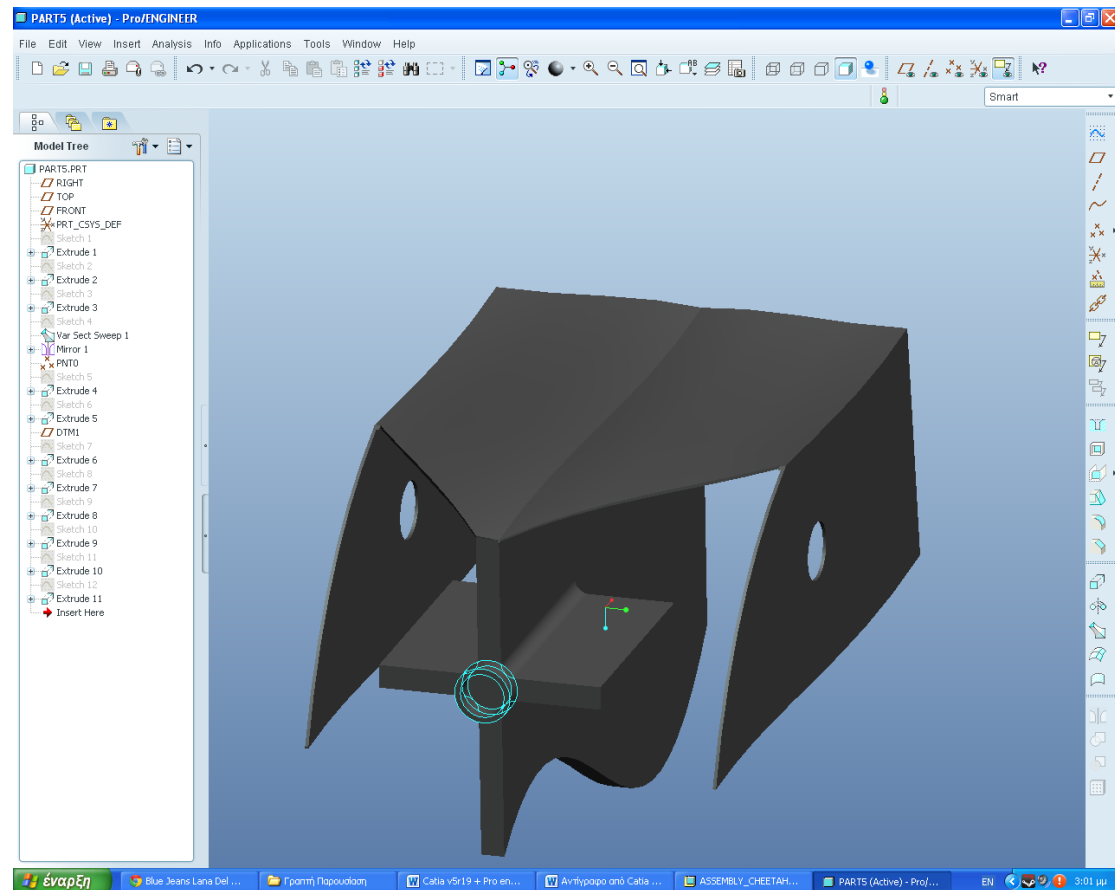 PART5 (Active) - Pro/ENGINEER
File Edit View Insert Analysis Info Applications Tools Window Help
Smart
Model Tree
PART5.PRT
RIGHT
TOP
FRONT
PRT_CSYS_DEF
Sketch 1
Extrude 1
Sketch 2
Extrude 2
Sketch 3
Extrude 3
Sketch 4
Var Sect Sweep 1
Mirror 1
PNT0
Sketch 5
Extrude 4
Sketch 6
Extrude 5
DTM1
Sketch 7
Extrude 6
Sketch 8
Extrude 7
Sketch 9
Extrude 8
Sketch 10
Extrude 9
Sketch 11
Extrude 10
Sketch 12
Extrude 11
Insert Here
έναρξη Blue Jeans Lana Del ... Γραπτή Παρουσίαση Catia v5r19 + Pro en... Αντίγραφο από Catia ... ASSEMBLY_CHEETAH... PART5 (Active) - Pro/... EN 3:01 μμ